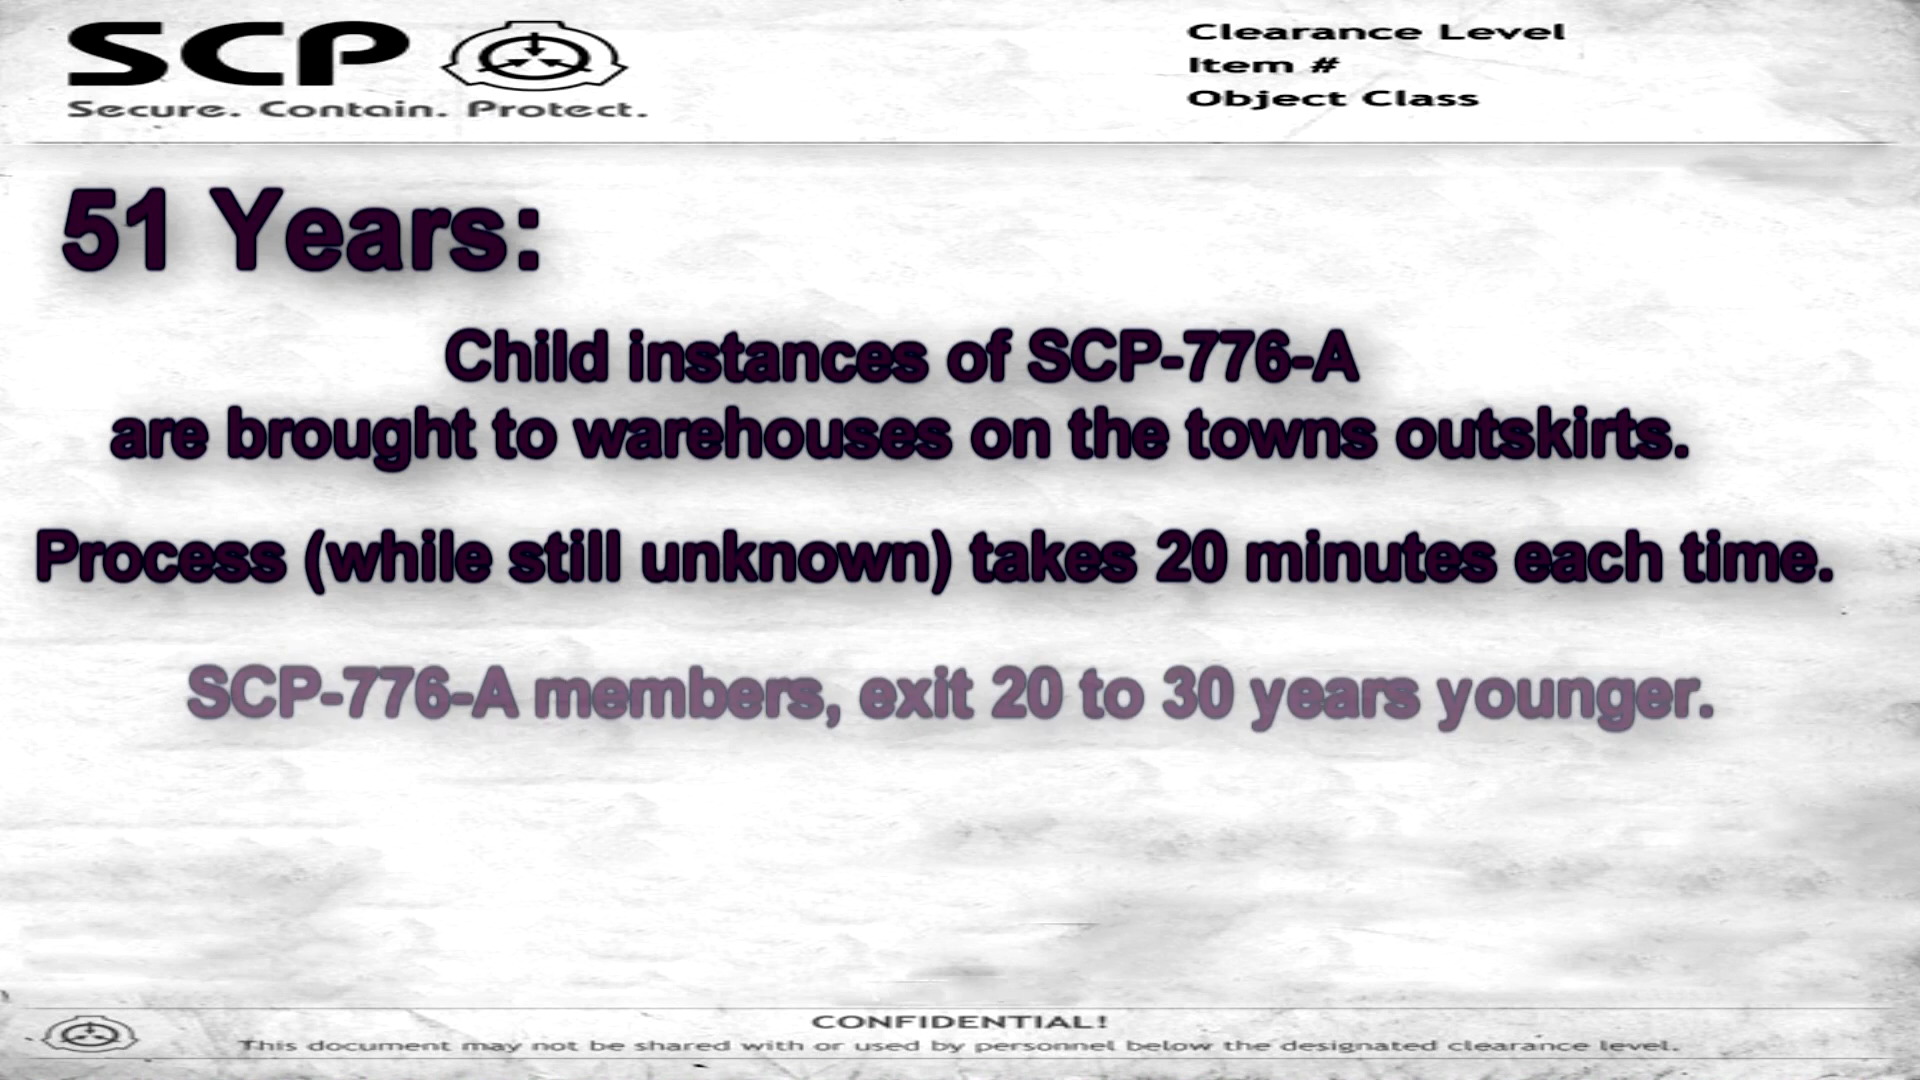 SCP
Secure. Contain. Protect.
Clearance Level
Item #
Object Class
51 Years:
Child instances of SCP-776-A
are brought to warehouses on the towns outskirts.
Process (while still unknown) takes 20 minutes each time.
SCP-776-A members, exit 20 to 30 years younger.
CONFIDENTIAL!
This document may not be shared with or used by personnel below the designated clearance level.